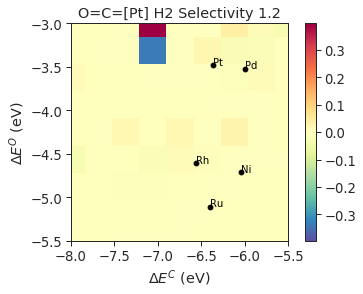 O=C=[Pt] H2 Selectivity 1.2
−3.0
−3.5
−4.0
−4.5
−5.0
−5.5
ΔE^O (eV)
Pt
Pd
Rh
Ni
Ru
−8.0 −7.5 −7.0 −6.5 −6.0 −5.5
ΔE^C (eV)
0.3
0.2
0.1
0.0
−0.1
−0.2
−0.3